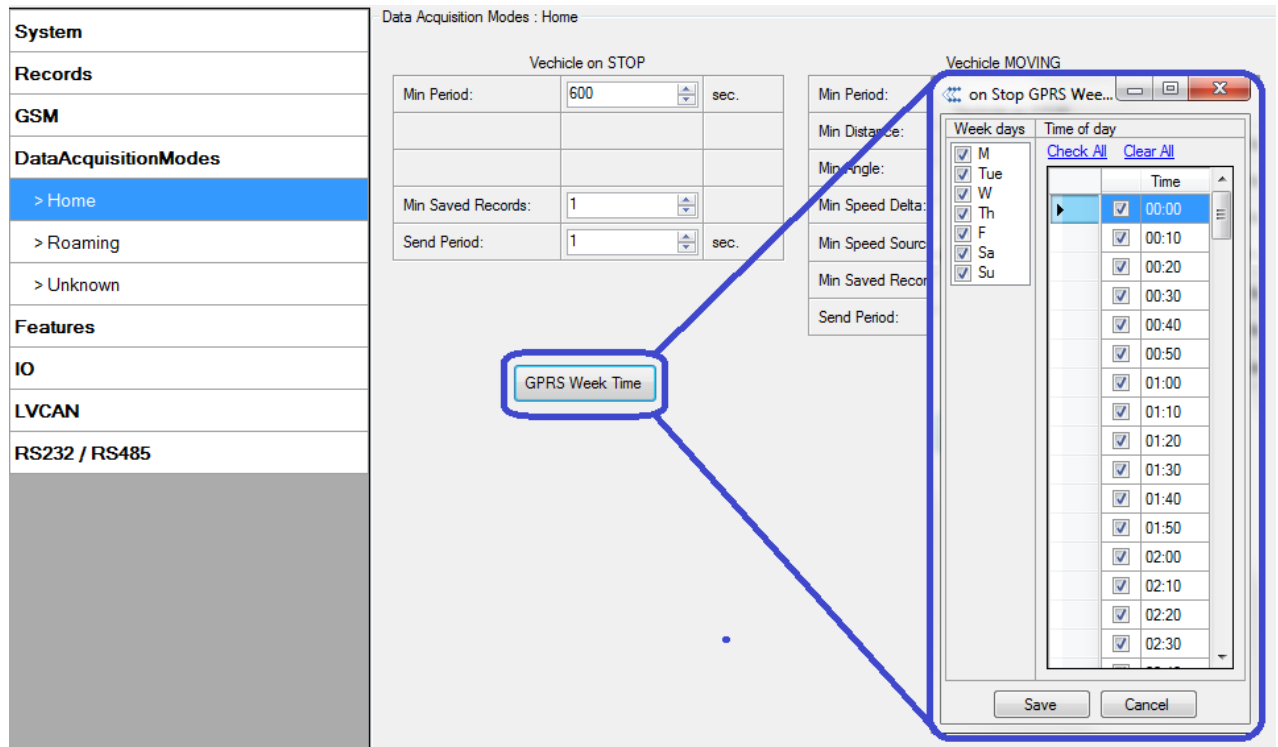 System
Records
GSM
DataAcquisitionModes
> Home
> Roaming
> Unknown
Features
IO
LVCAN
RS232 / RS485
Data Acquisition Modes : Home
Vechicle on STOP
Min Period: 600 sec.
Min Saved Records: 1
Send Period: 1 sec.
GPRS Week Time
Vechicle MOVING
Min Period:
Min Distance:
Min Angle:
Min Speed Delta:
Min Speed Sourc
Min Saved Recor
Send Period:
on Stop GPRS Wee...
Week days
M
Tue
W
Th
F
Sa
Su
Time of day
Check All Clear All
Time
00:00
00:10
00:20
00:30
00:40
00:50
01:00
01:10
01:20
01:30
01:40
01:50
02:00
02:10
02:20
02:30
Save Cancel